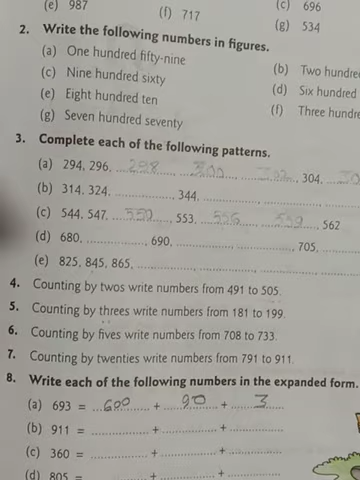 (e) 987 (f) 717 (c) 696
(g) 534
2. Write the following numbers in figures.
(a) One hundred fifty-nine (b) Two
(c) Nine hundred sixty (d) Six hundred
(e) Eight hundred ten (f) Three
(g) Seven hundred seventy
3. Complete each of the following patterns.
(a) 294, 296, 298 300 304,
(b) 314, 324, ............., 344, ............., .............
(c) 544, 547, 550, 553, 556 559, 562
(d) 680, ............., 690, ............., ............., 705, .............
(e) 825, 845, 865, ............., ............., .............
4. Counting by twos write numbers from 491 to 505.
5. Counting by threes write numbers from 181 to 199.
6. Counting by fives write numbers from 708 to 733.
7. Counting by twenties write numbers from 791 to 911.
8. Write each of the following numbers in the expanded form.
(a) 693 = 600 + 90 + 3
(b) 911 = ............. + ............. + .............
(c) 360 = ............. + ............. + .............
(d) 805 = ............. + ............. + .............